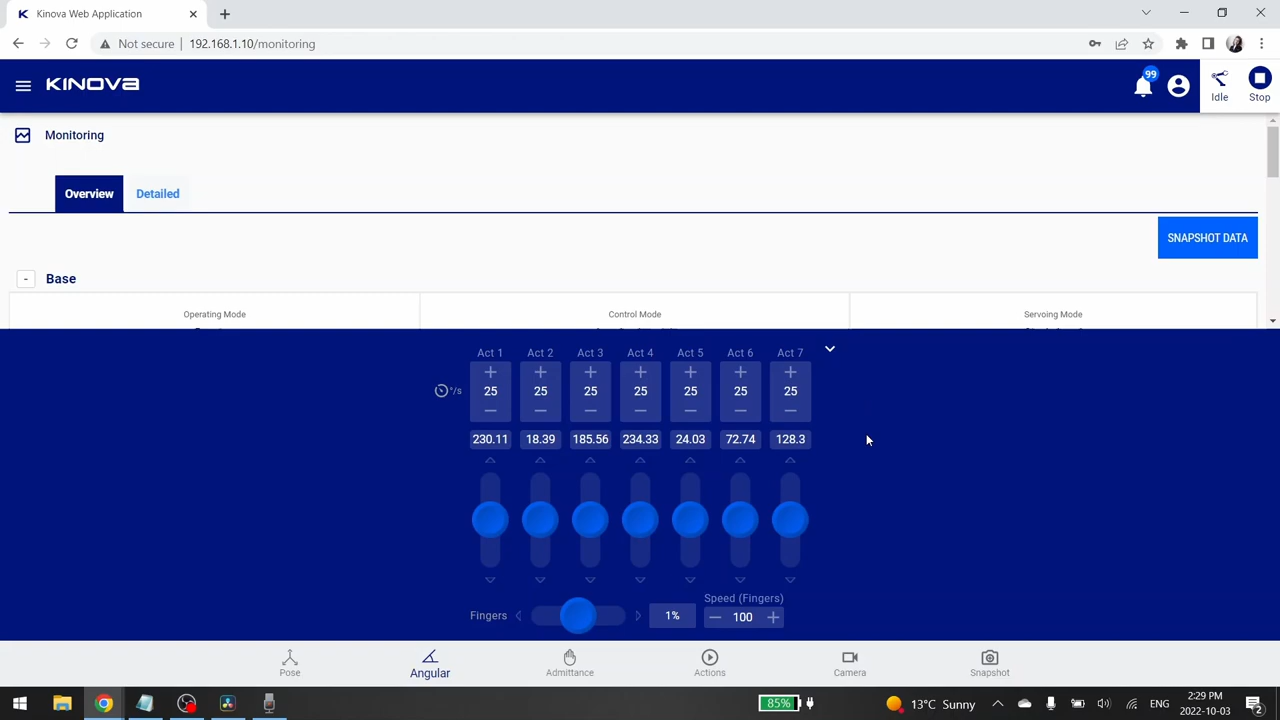 Kinova Web Application
Not secure 192.168.1.10/monitoring
KINOVA
99
Idle
Stop
Monitoring
Overview
Detailed
SNAPSHOT DATA
- Base
Operating Mode
Control Mode
Servoing Mode
Act 1 Act 2 Act 3 Act 4 Act 5 Act 6 Act 7
+ + + + + + +
°/s 25 25 25 25 25 25 25
− − − − − − −
230.11 18.39 185.56 234.33 24.03 72.74 128.3
Speed (Fingers)
Fingers 1% − 100 +
Pose Angular Admittance Actions Camera Snapshot
85% 13°C Sunny ENG
2:29 PM
2022-10-03
2